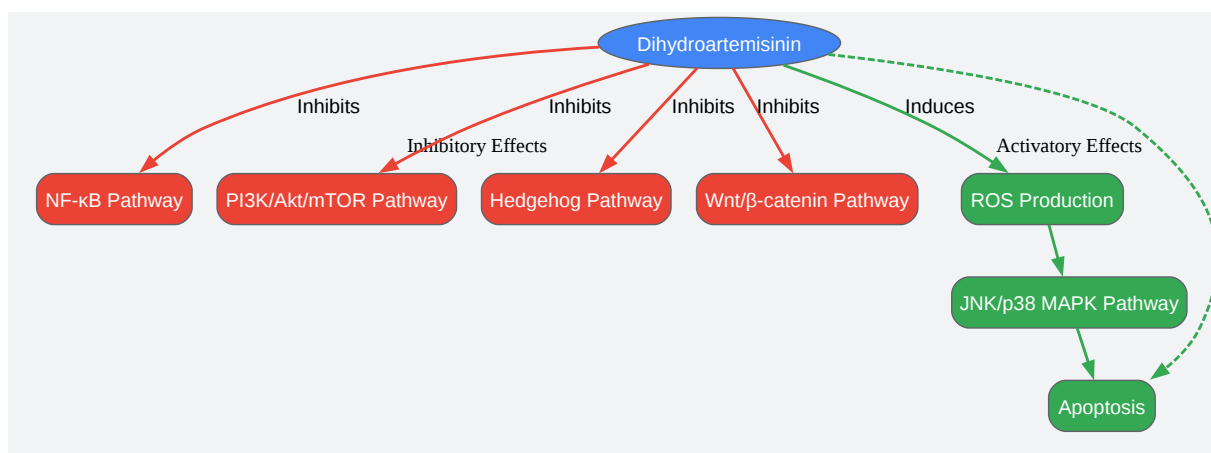 Dihydroartemisinin
Inhibits
Inhibits
Inhibits
Inhibits
Induces
Inhibitory Effects
Activatory Effects
NF-κB Pathway
PI3K/Akt/mTOR Pathway
Hedgehog Pathway
Wnt/β-catenin Pathway
ROS Production
JNK/p38 MAPK Pathway
Apoptosis